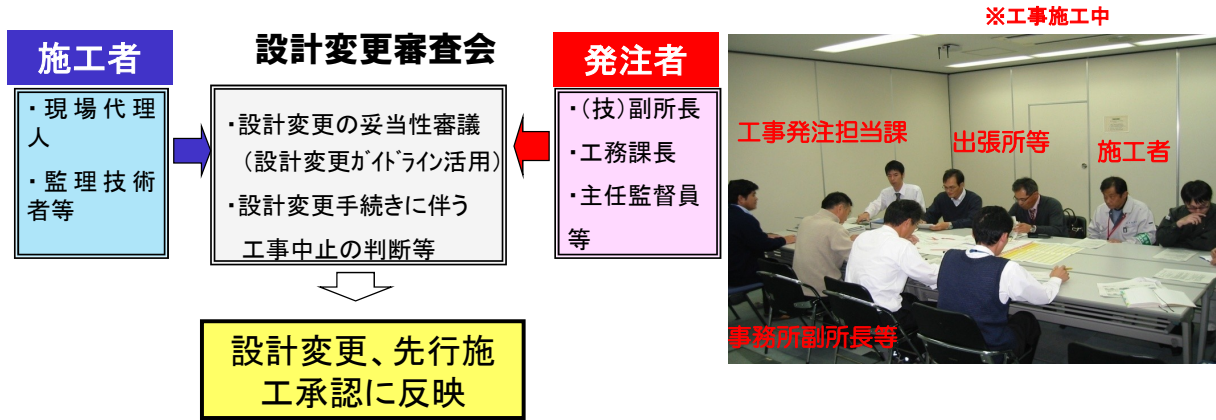 施工者
・現場代理
人
・監理技術
者等
設計変更審査会
・設計変更の妥当性審議
(設計変更ｶﾞｲﾄﾞﾗｲﾝ活用)
・設計変更手続きに伴う
工事中止の判断等
発注者
・(技)副所長
・工務課長
・主任監督員
等
設計変更、先行施
工承認に反映
※工事施工中
工事発注担当課
出張所等
施工者
事務所副所長等